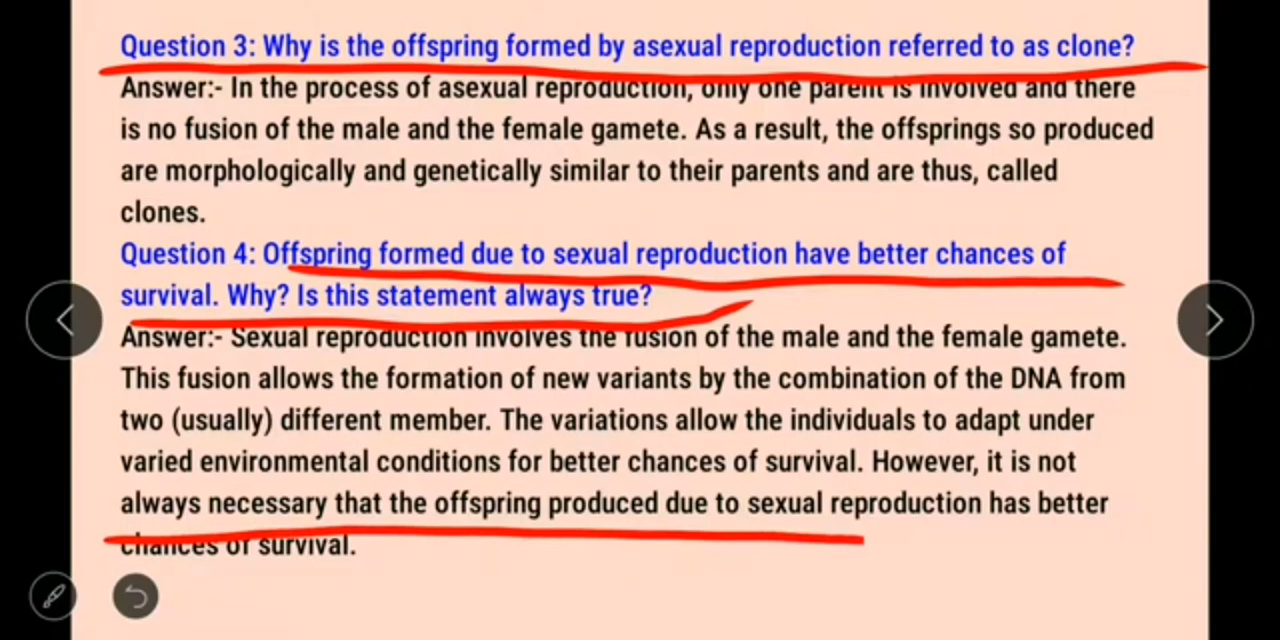 Question 3: Why is the offspring formed by asexual reproduction referred to as clone?
Answer:- In the process of asexual reproduction, only one parent is involved and there
is no fusion of the male and the female gamete. As a result, the offsprings so produced
are morphologically and genetically similar to their parents and are thus, called
clones.
Question 4: Offspring formed due to sexual reproduction have better chances of
survival. Why? Is this statement always true?
Answer:- Sexual reproduction involves the fusion of the male and the female gamete.
This fusion allows the formation of new variants by the combination of the DNA from
two (usually) different member. The variations allow the individuals to adapt under
varied environmental conditions for better chances of survival. However, it is not
always necessary that the offspring produced due to sexual reproduction has better
chances of survival.